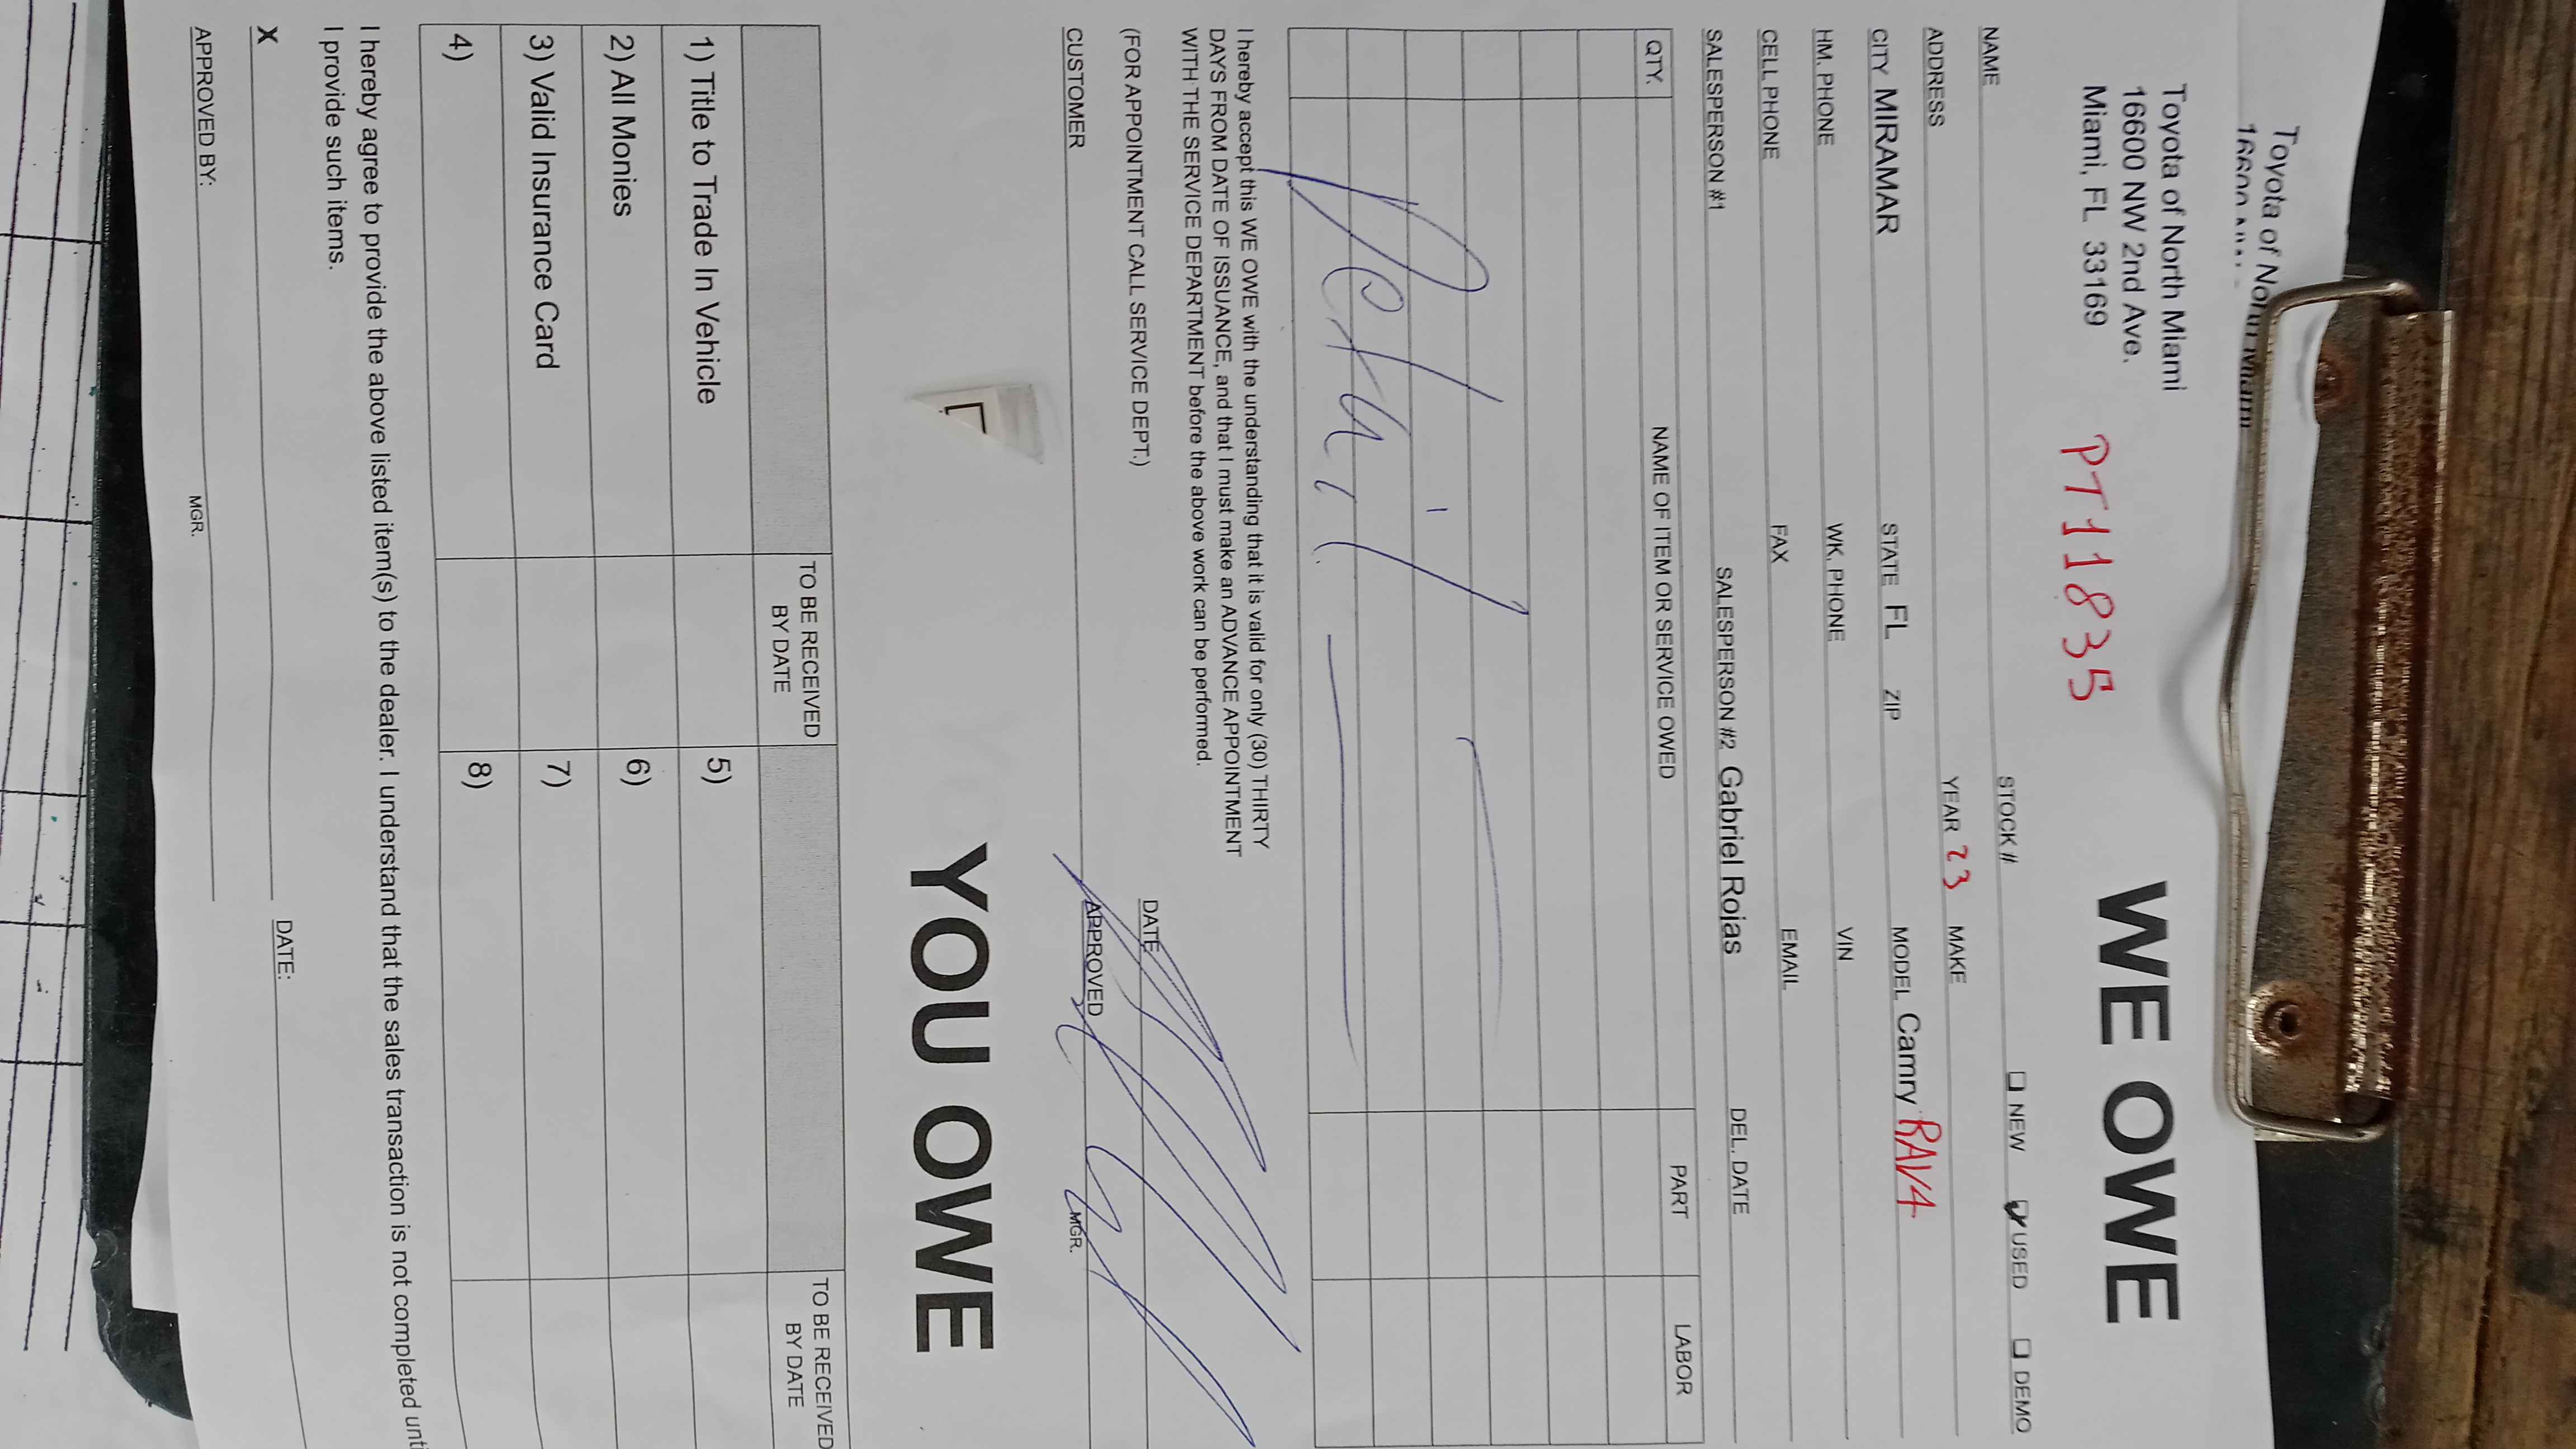 Toyota of North Miami
Toyota of North Miami
16600 NW 2nd Ave.
Miami, FL 33169
PT11835
WE OWE
NAME STOCK # NEW USED DEMO
ADDRESS YEAR 23 MAKE
CITY MIRAMAR STATE FL ZIP MODEL Camry RAV4
HM. PHONE WK. PHONE VIN
CELL PHONE FAX EMAIL
SALESPERSON #1 SALESPERSON #2 Gabriel Rojas DEL. DATE
QTY. NAME OF ITEM OR SERVICE OWED PART LABOR
Detail
I hereby accept this WE OWE with the understanding that it is valid for only (30) THIRTY
DAYS FROM DATE OF ISSUANCE, and that I must make an ADVANCE APPOINTMENT
WITH THE SERVICE DEPARTMENT before the above work can be performed.
(FOR APPOINTMENT CALL SERVICE DEPT.) DATE
CUSTOMER APPROVED MGR.
YOU OWE
TO BE RECEIVED BY DATE TO BE RECEIVED BY DATE
1) Title to Trade In Vehicle 5)
2) All Monies 6)
3) Valid Insurance Card 7)
4) 8)
I hereby agree to provide the above listed item(s) to the dealer. I understand that the sales transaction is not completed unti
I provide such items.
X DATE:
APPROVED BY: MGR.